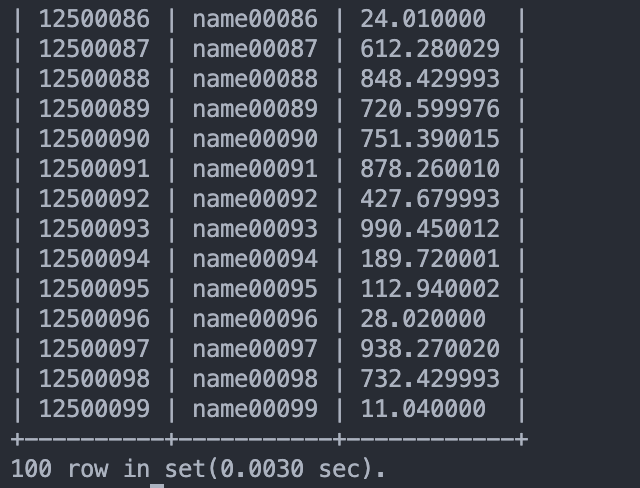 | 12500086 | name00086 | 24.010000  |
| 12500087 | name00087 | 612.280029 |
| 12500088 | name00088 | 848.429993 |
| 12500089 | name00089 | 720.599976 |
| 12500090 | name00090 | 751.390015 |
| 12500091 | name00091 | 878.260010 |
| 12500092 | name00092 | 427.679993 |
| 12500093 | name00093 | 990.450012 |
| 12500094 | name00094 | 189.720001 |
| 12500095 | name00095 | 112.940002 |
| 12500096 | name00096 | 28.020000  |
| 12500097 | name00097 | 938.270020 |
| 12500098 | name00098 | 732.429993 |
| 12500099 | name00099 | 11.040000  |
+----------+-----------+------------+
100 row in set(0.0030 sec).